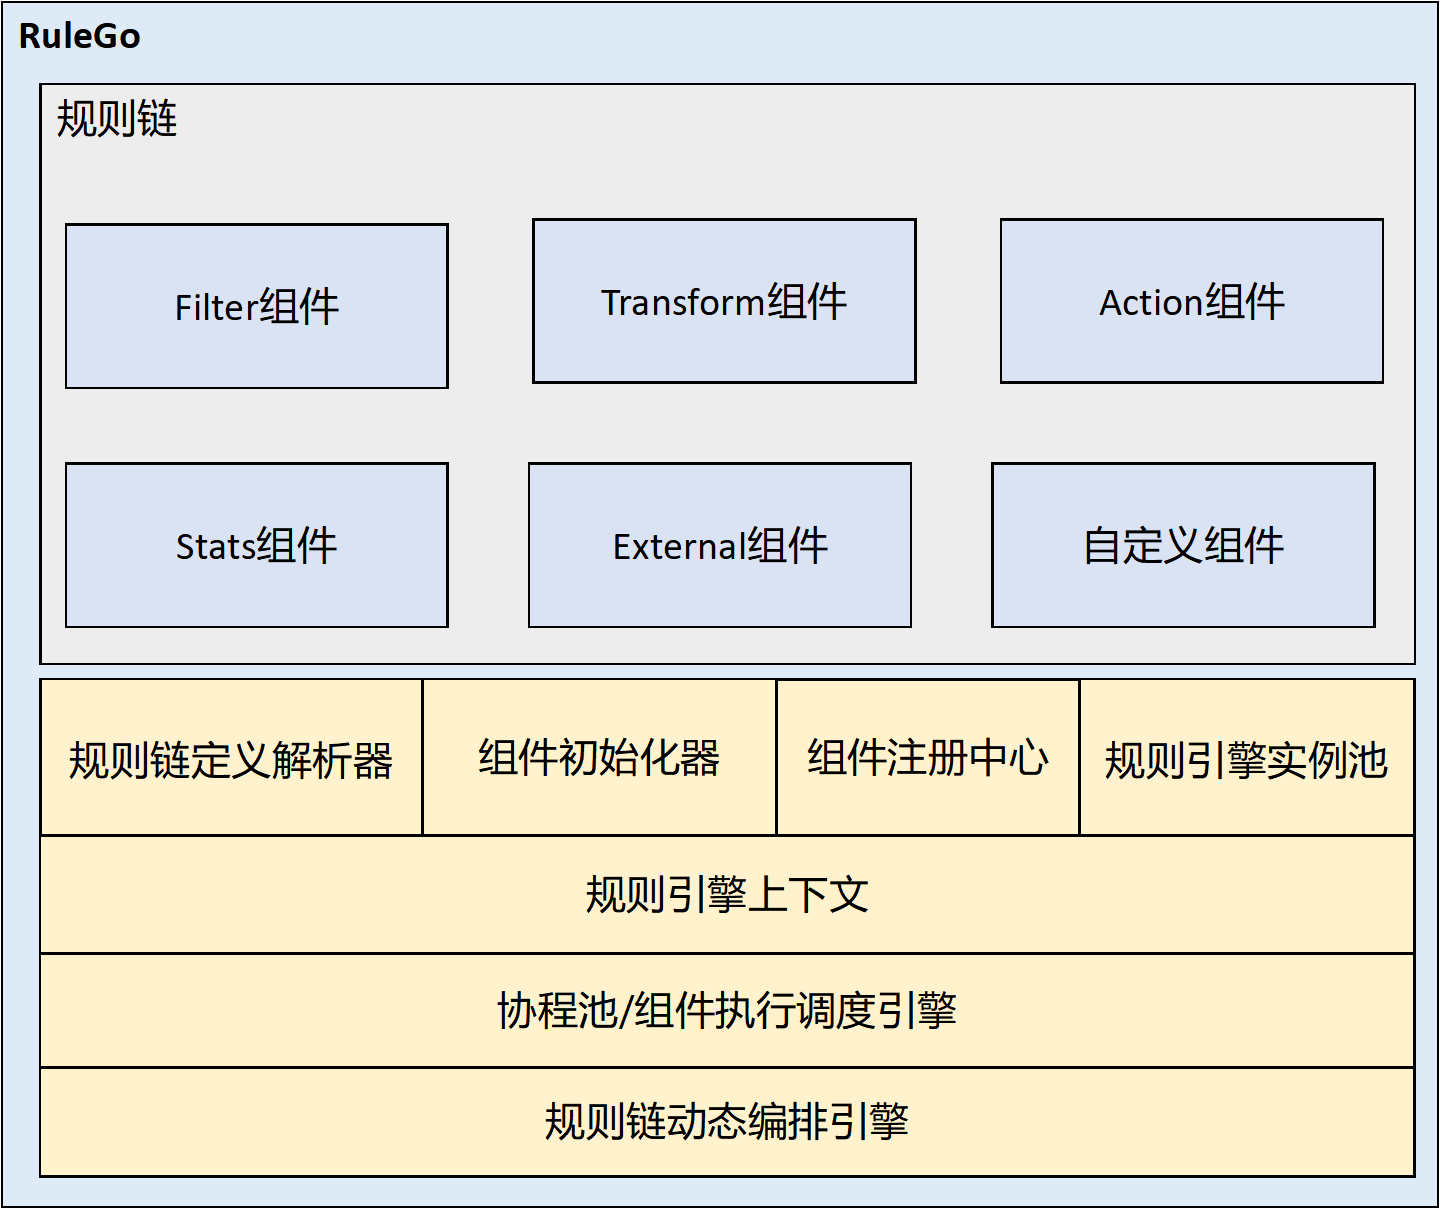 RuleGo
规则链
Filter组件
Transform组件
Action组件
Stats组件
External组件
自定义组件
规则链定义解析器
组件初始化器
组件注册中心
规则引擎实例池
规则引擎上下文
协程池/组件执行调度引擎
规则链动态编排引擎